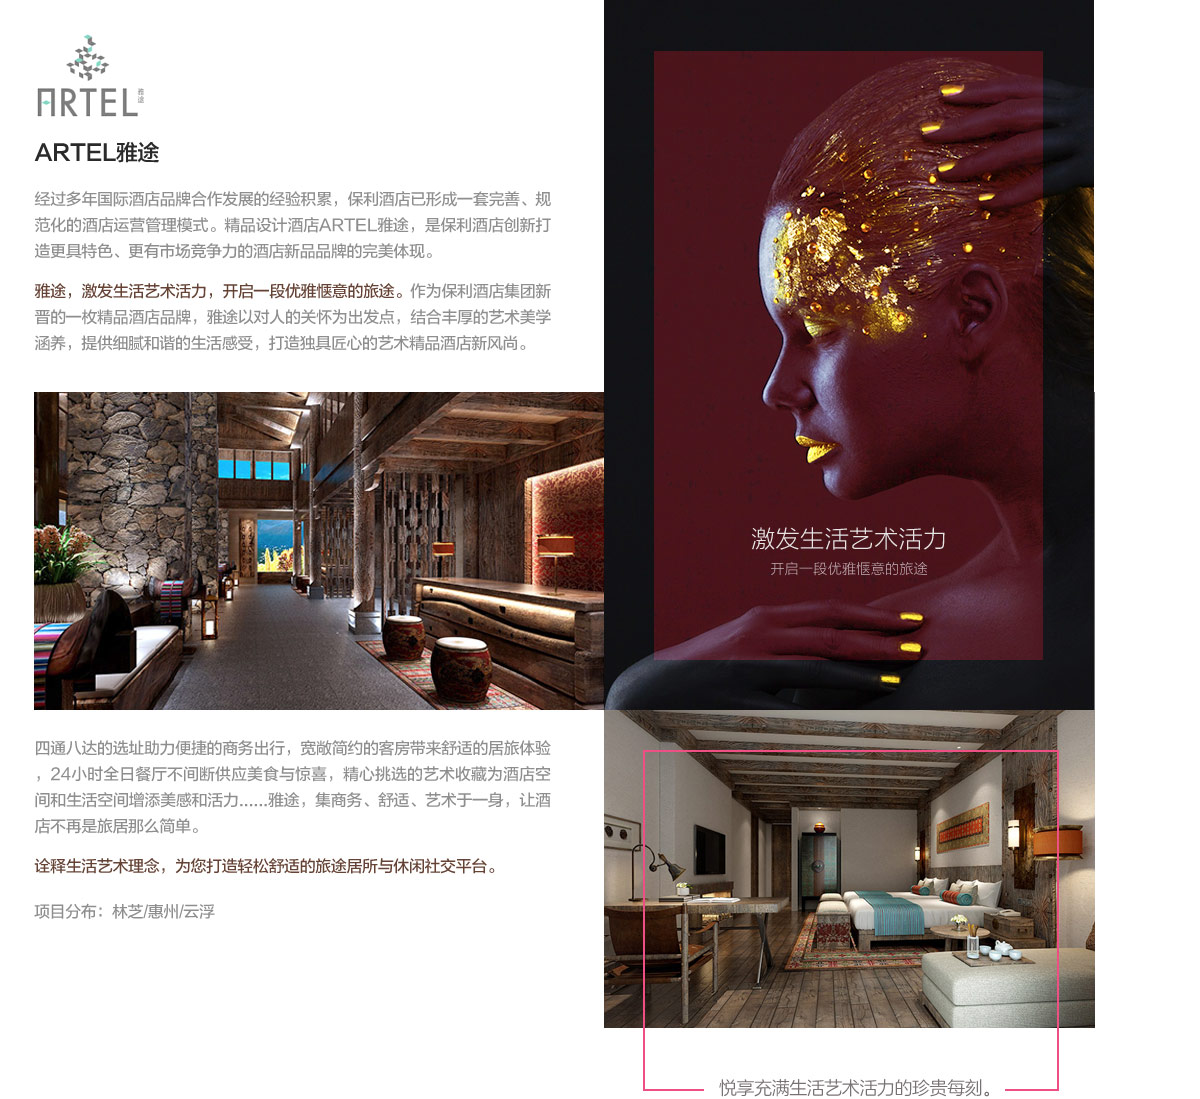 ARTEL 雅途
ARTEL雅途
经过多年国际酒店品牌合作发展的经验积累，保利酒店已形成一套完善、规
范化的酒店运营管理模式。精品设计酒店ARTEL雅途，是保利酒店创新打
造更具特色、更有市场竞争力的酒店新品品牌的完美体现。
雅途，激发生活艺术活力，开启一段优雅惬意的旅途。作为保利酒店集团新
晋的一枚精品酒店品牌，雅途以对人的关怀为出发点，结合丰厚的艺术美学
涵养，提供细腻和谐的生活感受，打造独具匠心的艺术精品酒店新风尚。
激发生活艺术活力
开启一段优雅惬意的旅途
四通八达的选址助力便捷的商务出行，宽敞简约的客房带来舒适的居旅体验
，24小时全日餐厅不间断供应美食与惊喜，精心挑选的艺术收藏为酒店空
间和生活空间增添美感和活力......雅途，集商务、舒适、艺术于一身，让酒
店不再是旅居那么简单。
诠释生活艺术理念，为您打造轻松舒适的旅途居所与休闲社交平台。
项目分布：林芝/惠州/云浮
悦享充满生活艺术活力的珍贵每刻。